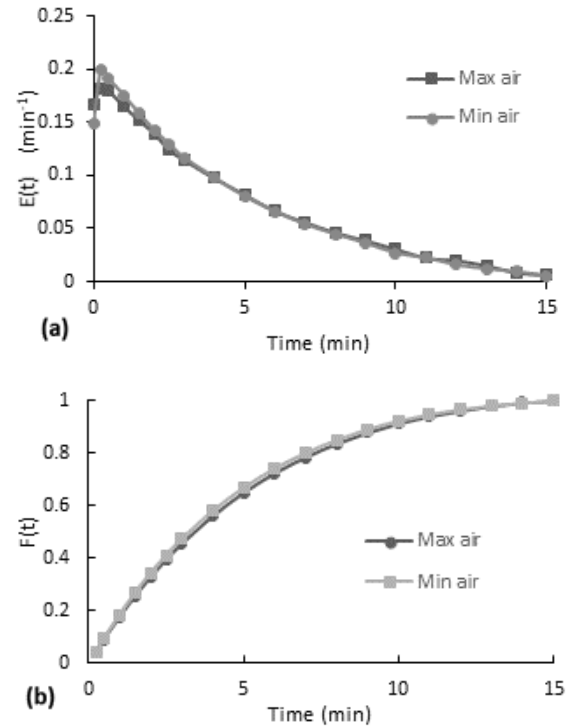 0.25
0.2
0.15
0.1
0.05
0
E(t) (min-1)
Max air
Min air
0 5 10 15
(a)
Time (min)
1
0.8
0.6
0.4
0.2
0
F(t)
Max air
Min air
0 5 10 15
(b)
Time (min)